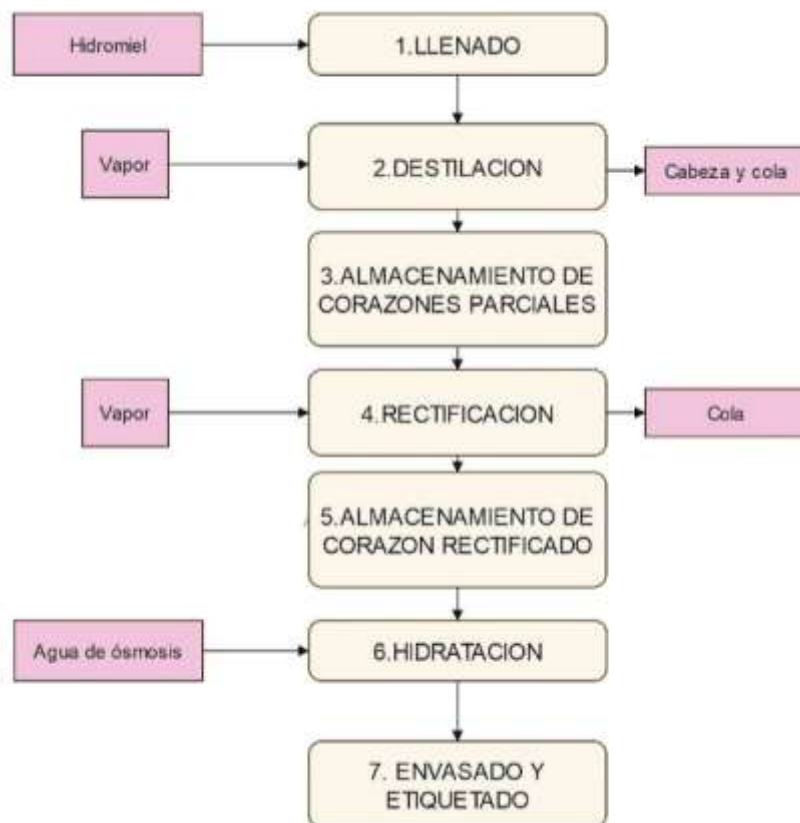 Hidromiel
1.LLENADO
Vapor
2.DESTILACION
Cabeza y cola
3.ALMACENAMIENTO DE
CORAZONES PARCIALES
Vapor
4.RECTIFICACION
Cola
5.ALMACENAMIENTO DE
CORAZON RECTIFICADO
Agua de ósmosis
6.HIDRATACION
7. ENVASADO Y
ETIQUETADO